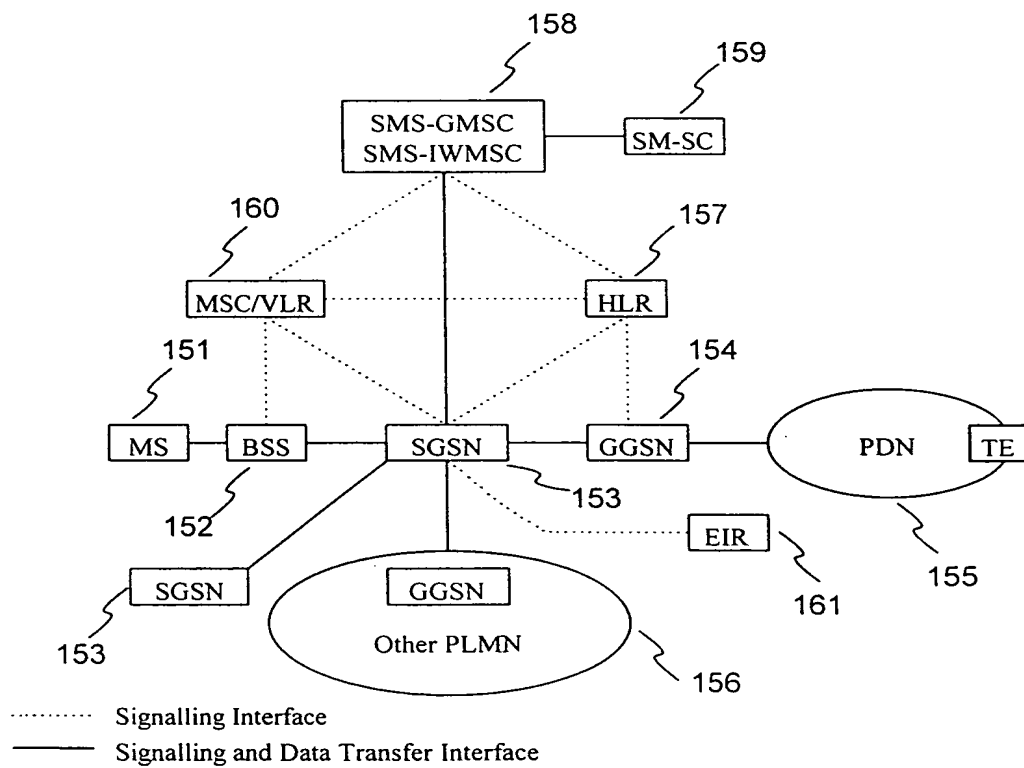 158
159
SMS-GMSC
SMS-IWMSC
SM-SC
160
157
MSC/VLR
HLR
151
154
MS
BSS
SGSN
GGSN
PDN
TE
153
152
EIR
155
161
SGSN
GGSN
153
Other PLMN
156
Signalling Interface
Signalling and Data Transfer Interface